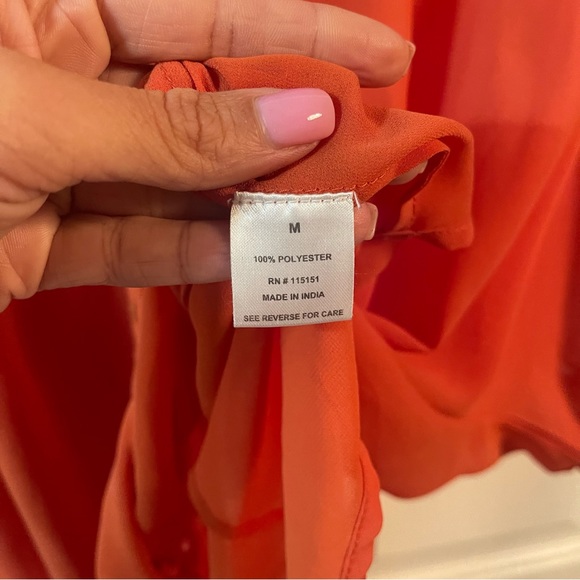 M
100% POLYESTER
RN # 115151
MADE IN INDIA
SEE REVERSE FOR CARE